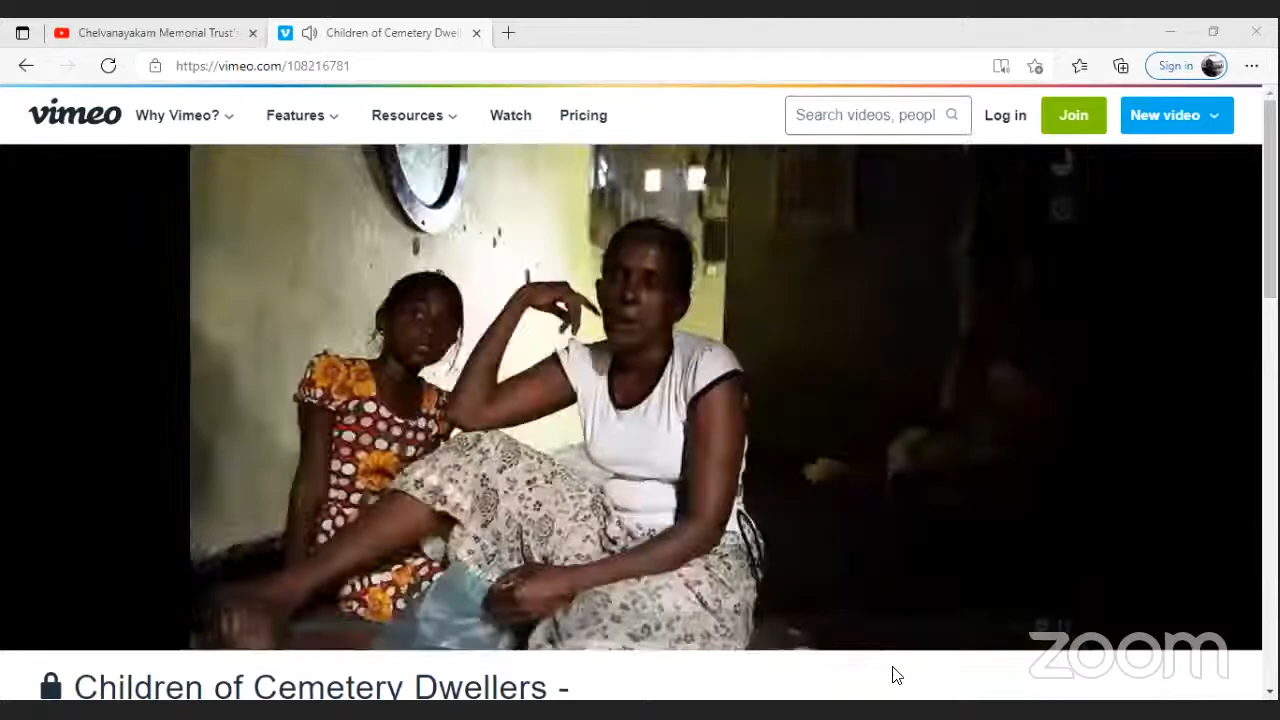 Chelvanayakam Memorial Trust's
Children of Cemetery Dwel
https://vimeo.com/108216781
Sign in
vimeo
Why Vimeo?
Features
Resources
Watch
Pricing
Search videos, peopl
Log in
Join
New video
zoom
Children of Cemetery Dwellers -